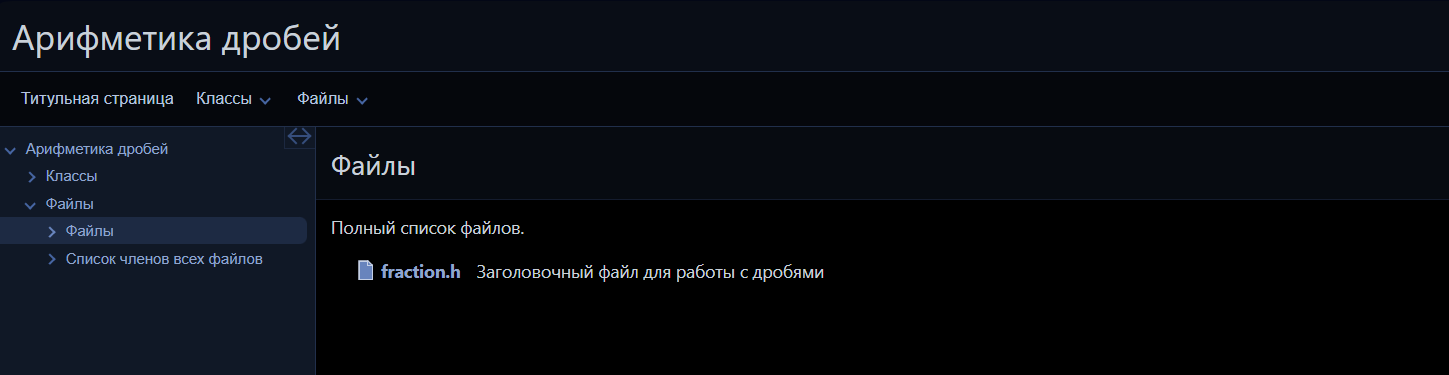 Арифметика дробей
Титульная страница Классы Файлы
Арифметика дробей
Классы
Файлы
Файлы
Список членов всех файлов
Файлы
Полный список файлов.
fraction.h Заголовочный файл для работы с дробями